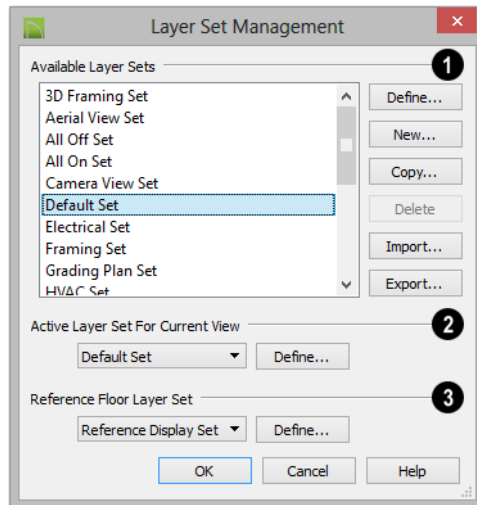 Layer Set Management
Available Layer Sets
1
3D Framing Set
Aerial View Set
All Off Set
All On Set
Camera View Set
Default Set
Electrical Set
Framing Set
Grading Plan Set
HVAC Set
Define...
New...
Copy...
Delete
Import...
Export...
Active Layer Set For Current View
2
Default Set
Define...
Reference Floor Layer Set
3
Reference Display Set
Define...
OK
Cancel
Help